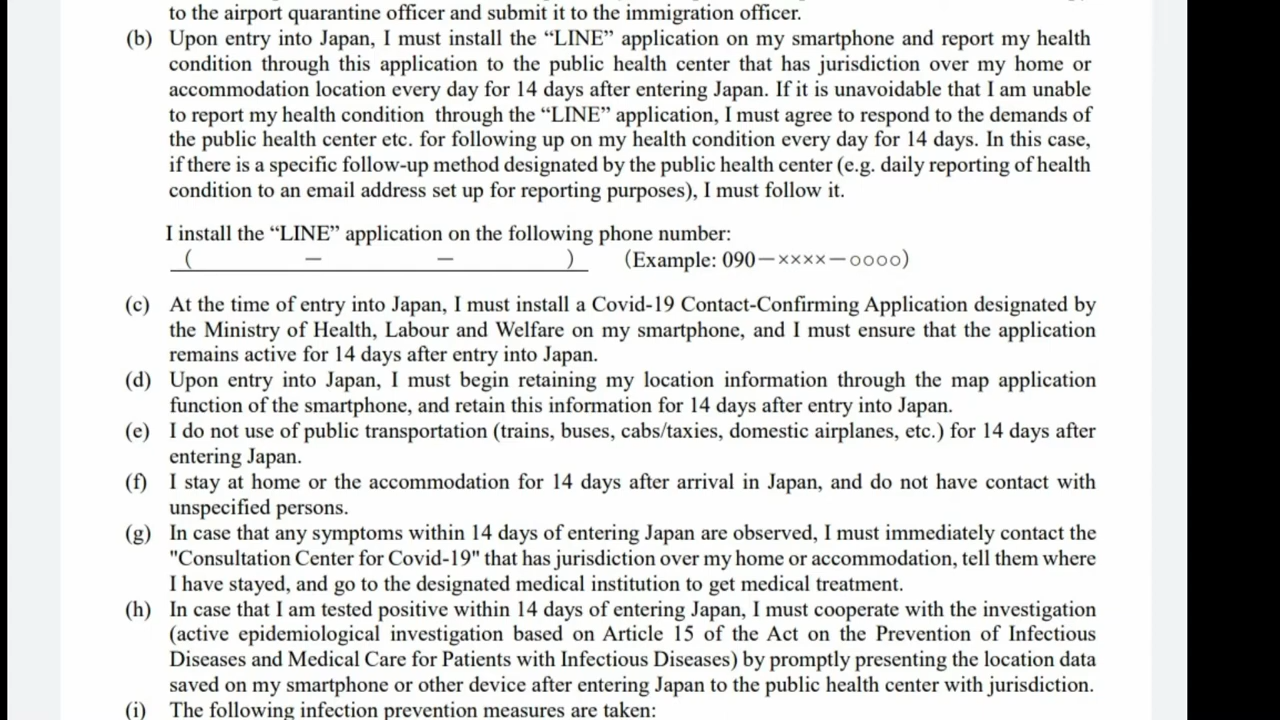 to the airport quarantine officer and submit it to the immigration officer.
(b) Upon entry into Japan, I must install the “LINE” application on my smartphone and report my health
condition through this application to the public health center that has jurisdiction over my home or
accommodation location every day for 14 days after entering Japan. If it is unavoidable that I am unable
to report my health condition through the “LINE” application, I must agree to respond to the demands of
the public health center etc. for following up on my health condition every day for 14 days. In this case,
if there is a specific follow-up method designated by the public health center (e.g. daily reporting of health
condition to an email address set up for reporting purposes), I must follow it.
I install the “LINE” application on the following phone number:
( － － ) (Example: 090－××××－○○○○)
(c) At the time of entry into Japan, I must install a Covid-19 Contact-Confirming Application designated by
the Ministry of Health, Labour and Welfare on my smartphone, and I must ensure that the application
remains active for 14 days after entry into Japan.
(d) Upon entry into Japan, I must begin retaining my location information through the map application
function of the smartphone, and retain this information for 14 days after entry into Japan.
(e) I do not use of public transportation (trains, buses, cabs/taxies, domestic airplanes, etc.) for 14 days after
entering Japan.
(f) I stay at home or the accommodation for 14 days after arrival in Japan, and do not have contact with
unspecified persons.
(g) In case that any symptoms within 14 days of entering Japan are observed, I must immediately contact the
"Consultation Center for Covid-19" that has jurisdiction over my home or accommodation, tell them where
I have stayed, and go to the designated medical institution to get medical treatment.
(h) In case that I am tested positive within 14 days of entering Japan, I must cooperate with the investigation
(active epidemiological investigation based on Article 15 of the Act on the Prevention of Infectious
Diseases and Medical Care for Patients with Infectious Diseases) by promptly presenting the location data
saved on my smartphone or other device after entering Japan to the public health center with jurisdiction.
(i) The following infection prevention measures are taken: